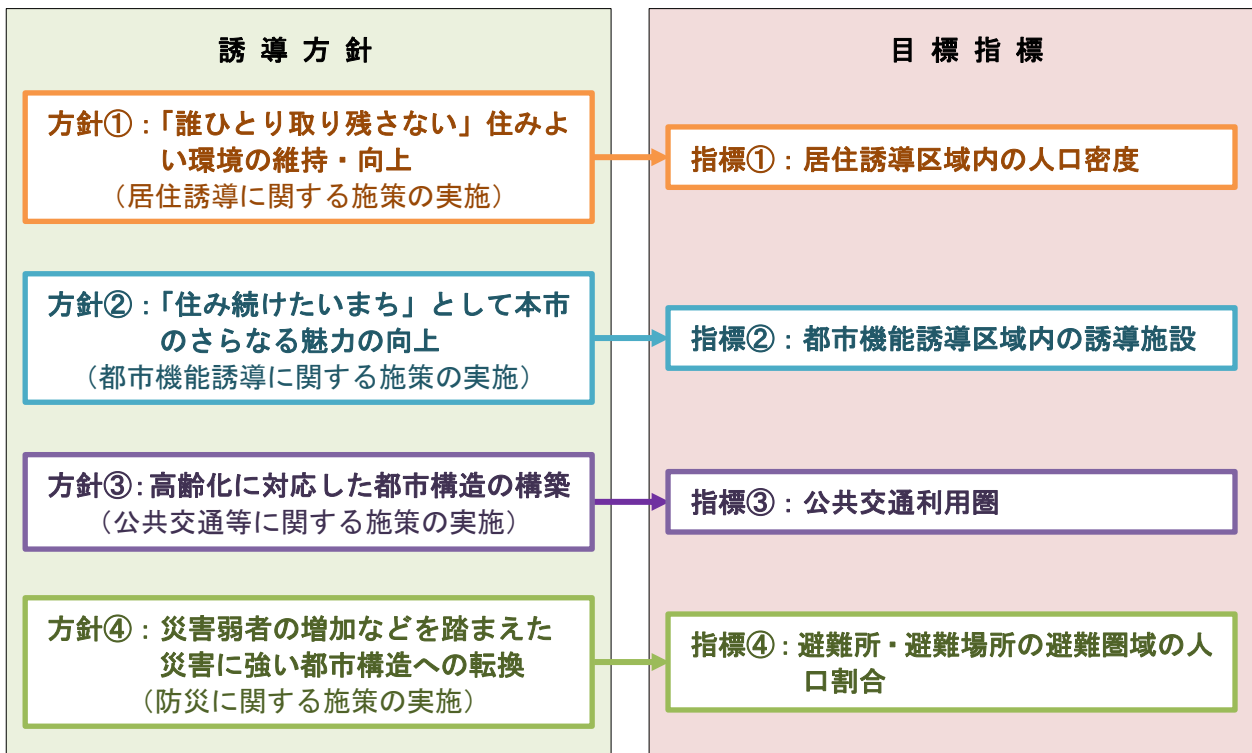 誘導方針
方針①：「誰ひとり取り残さない」住みよ
い環境の維持・向上
（居住誘導に関する施策の実施）
方針②：「住み続けたいまち」として本市
のさらなる魅力の向上
（都市機能誘導に関する施策の実施）
方針③：高齢化に対応した都市構造の構築
（公共交通等に関する施策の実施）
方針④：災害弱者の増加などを踏まえた
災害に強い都市構造への転換
（防災に関する施策の実施）
目標指標
指標①：居住誘導区域内の人口密度
指標②：都市機能誘導区域内の誘導施設
指標③：公共交通利用圏
指標④：避難所・避難場所の避難圏域の人
口割合